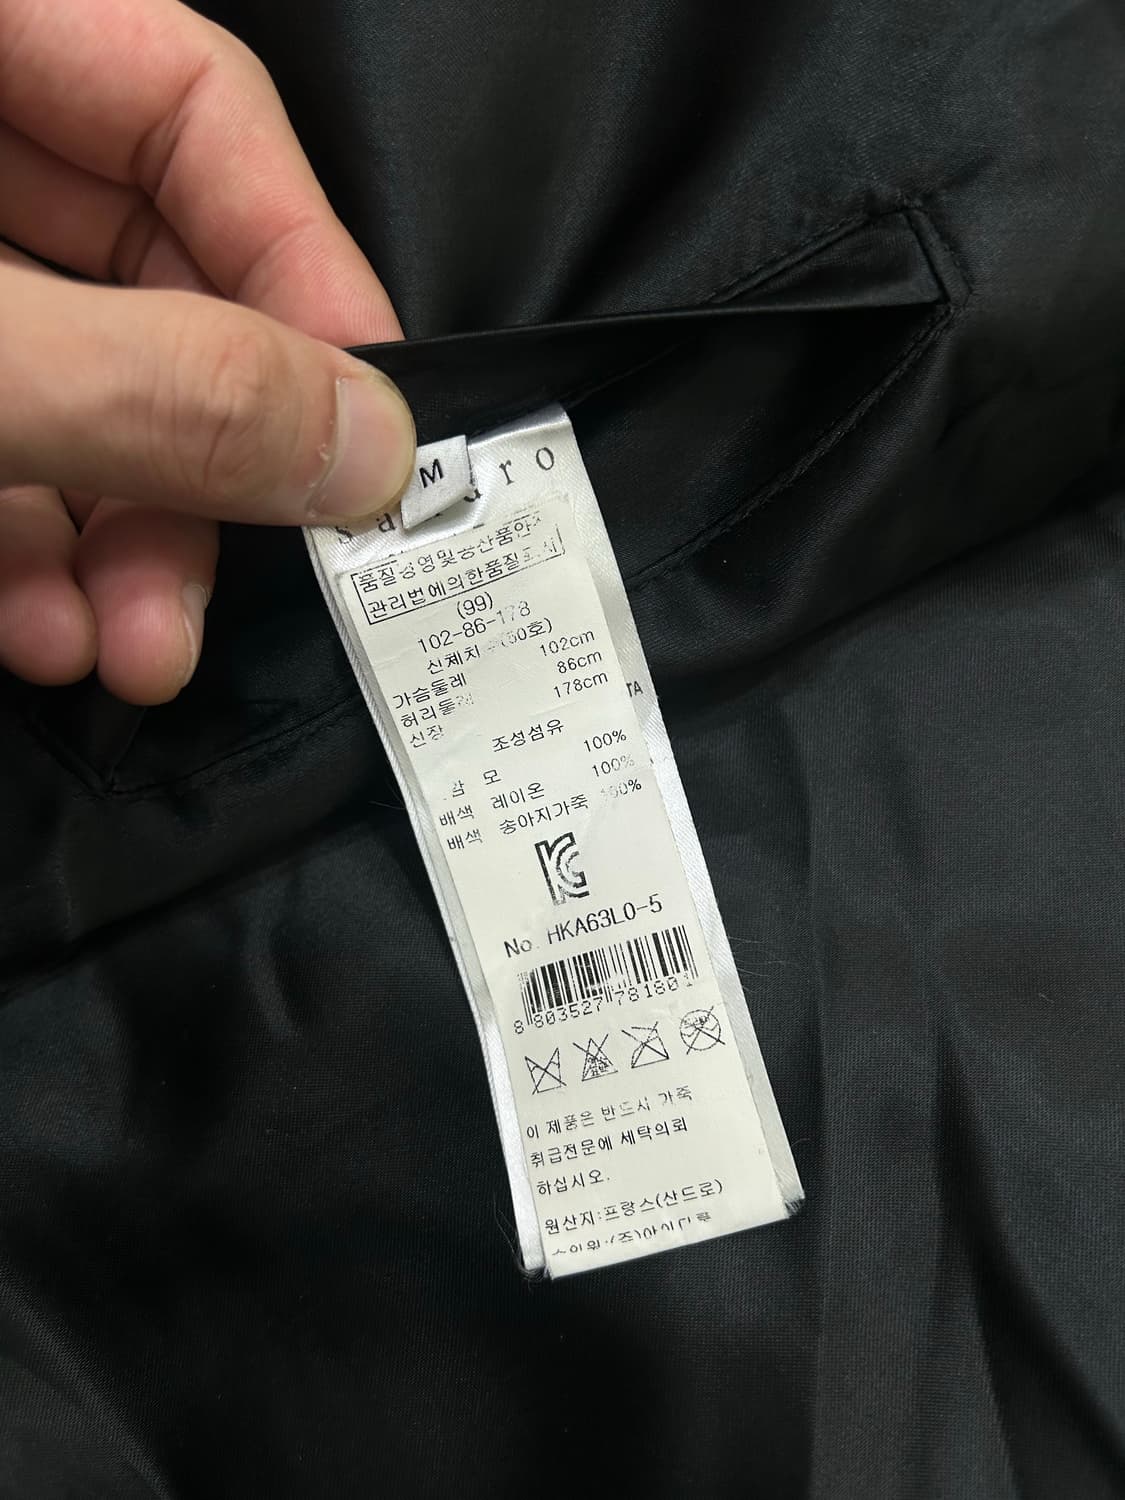 M
품질경영및공산품안전
관리법에의한품질표시
(99)
102-86-178
신체치수(50호)
가슴둘레 102cm
허리둘레 86cm
신장 178cm
TA
조성섬유
모 100%
배색 레이온 100%
배색 송아지가죽 100%
No. HKA63L0-5
8 803527 781801
이 제품은 반드시 가죽
취급전문에 세탁의뢰
하십시오.
원산지:프랑스(산드로)